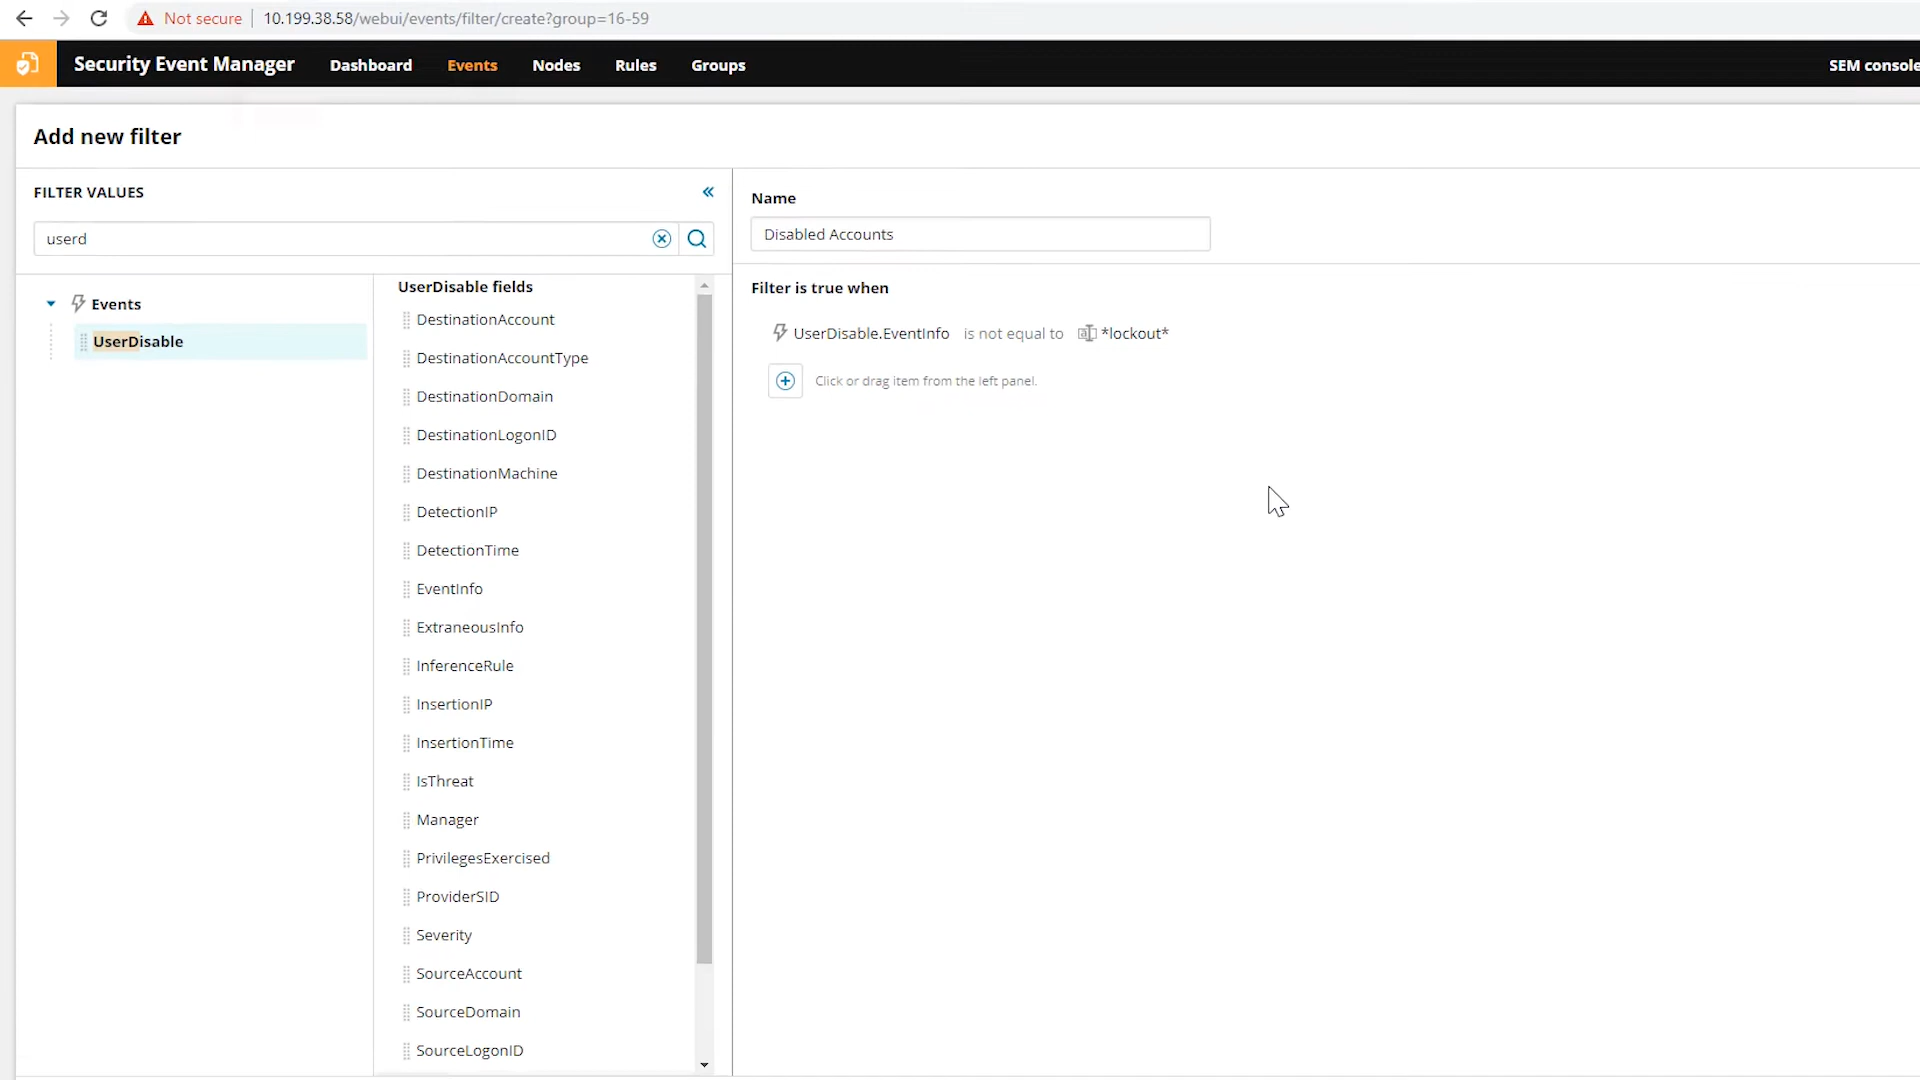 Not secure 10.199.38.58/webui/events/filter/create?group=16-59
Security Event Manager Dashboard Events Nodes Rules Groups SEM console
Add new filter
FILTER VALUES
userd
Events
UserDisable
UserDisable fields
DestinationAccount
DestinationAccountType
DestinationDomain
DestinationLogonID
DestinationMachine
DetectionIP
DetectionTime
EventInfo
ExtraneousInfo
InferenceRule
InsertionIP
InsertionTime
IsThreat
Manager
PrivilegesExercised
ProviderSID
Severity
SourceAccount
SourceDomain
SourceLogonID
Name
Disabled Accounts
Filter is true when
UserDisable.EventInfo is not equal to *lockout*
Click or drag item from the left panel.